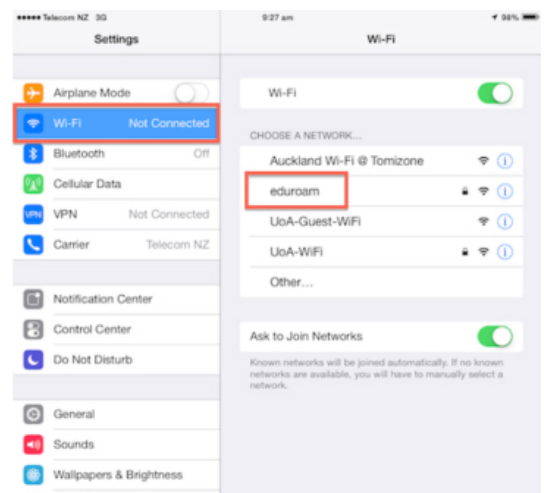 Telecom NZ 3G
9:27 am
98%
Settings
Wi-Fi
Airplane Mode
Wi-Fi Not Connected
Bluetooth Off
Cellular Data
VPN VPN Not Connected
Carrier Telecom NZ
Notification Center
Control Center
Do Not Disturb
General
Sounds
Wallpapers & Brightness
Wi-Fi
CHOOSE A NETWORK...
Auckland Wi-Fi @ Tomizone
eduroam
UoA-Guest-WiFi
UoA-WiFi
Other...
Ask to Join Networks
Known networks will be joined automatically. If no known
networks are available, you will have to manually select a
network.